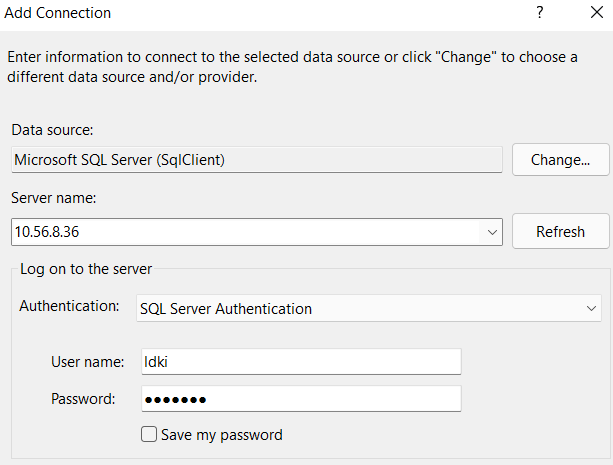 Add Connection
?
Enter information to connect to the selected data source or click "Change" to choose a
different data source and/or provider.
Data source:
Microsoft SQL Server (SqlClient)
Change...
Server name:
10.56.8.36
Refresh
Log on to the server
Authentication:
SQL Server Authentication
User name:
ldki
Password:
●●●●●●●
Save my password